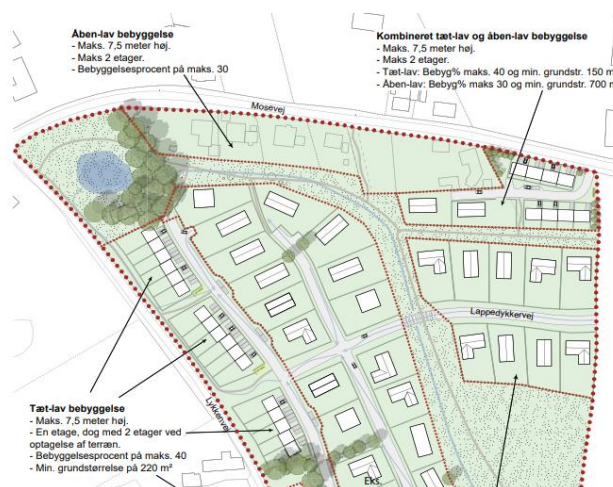 Åben-lav bebyggelse
- Maks. 7,5 meter høj.
- Maks 2 etager.
- Bebyggelsesprocent på maks. 30
Kombineret tæt-lav og åben-lav bebyggelse
- Maks. 7,5 meter høj.
- Maks 2 etager.
- Tæt-lav: Bebyg% maks. 40 og min. grundstr. 150 m
- Åben-lav: Bebyg% maks 30 og min. grundstr. 700 m
Mosevej
Lappedykkervej
Lykkenvej
Tæt-lav bebyggelse
- Maks. 7,5 meter høj.
- En etage, dog med 2 etager ved
optagelse af terræn.
- Bebyggelsesprocent på maks. 40
- Min. grundstørrelse på 220 m²
Eks.